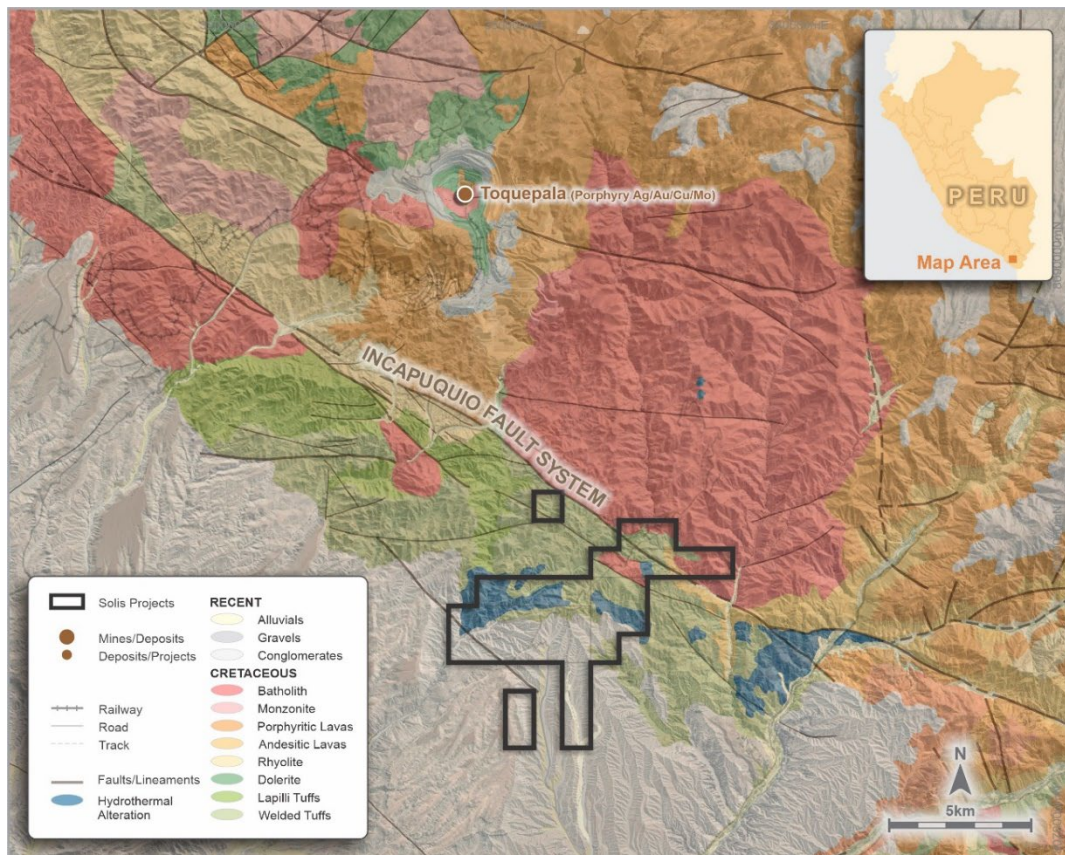 Toquepala (Porphyry Ag/Au/Cu/Mo)
PERU
Map Area
INCAPUQUIO FAULT SYSTEM
Solis Projects
Mines/Deposits
Deposits/Projects
Railway
Road
Track
Faults/Lineaments
Hydrothermal
Alteration
RECENT
Alluvials
Gravels
Conglomerates
CRETACEOUS
Batholith
Monzonite
Porphyritic Lavas
Andesitic Lavas
Rhyolite
Dolerite
Lapilli Tuffs
Welded Tuffs
N
5km